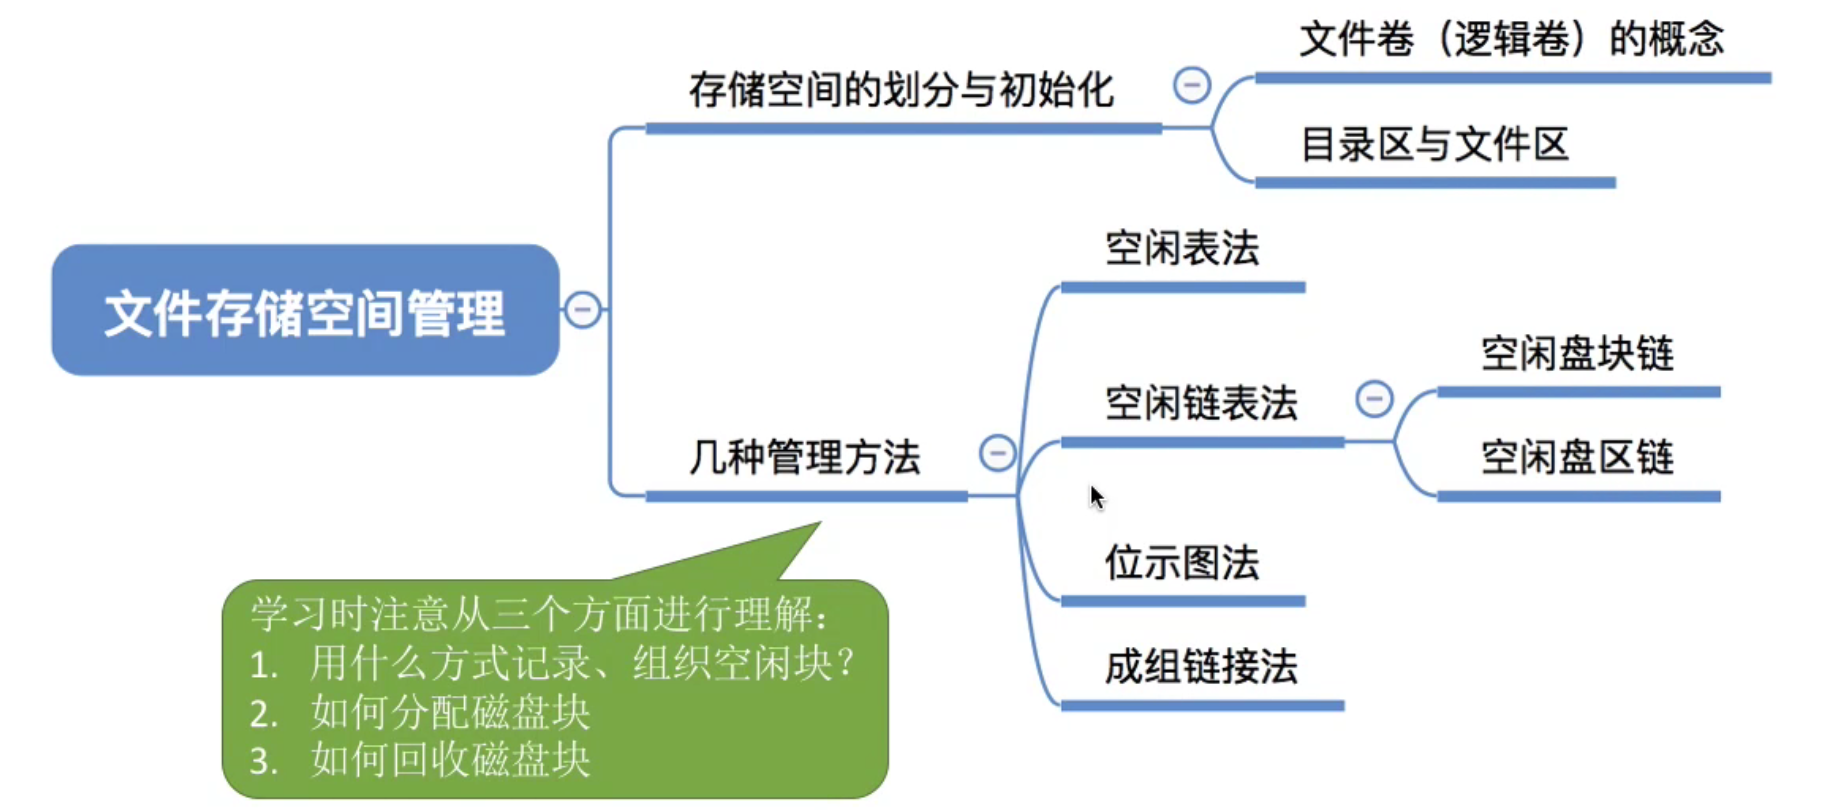 文件存储空间管理
存储空间的划分与初始化
文件卷（逻辑卷）的概念
目录区与文件区
几种管理方法
空闲表法
空闲链表法
空闲盘块链
空闲盘区链
位示图法
成组链接法
学习时注意从三个方面进行理解：
1. 用什么方式记录、组织空闲块？
2. 如何分配磁盘块
3. 如何回收磁盘块